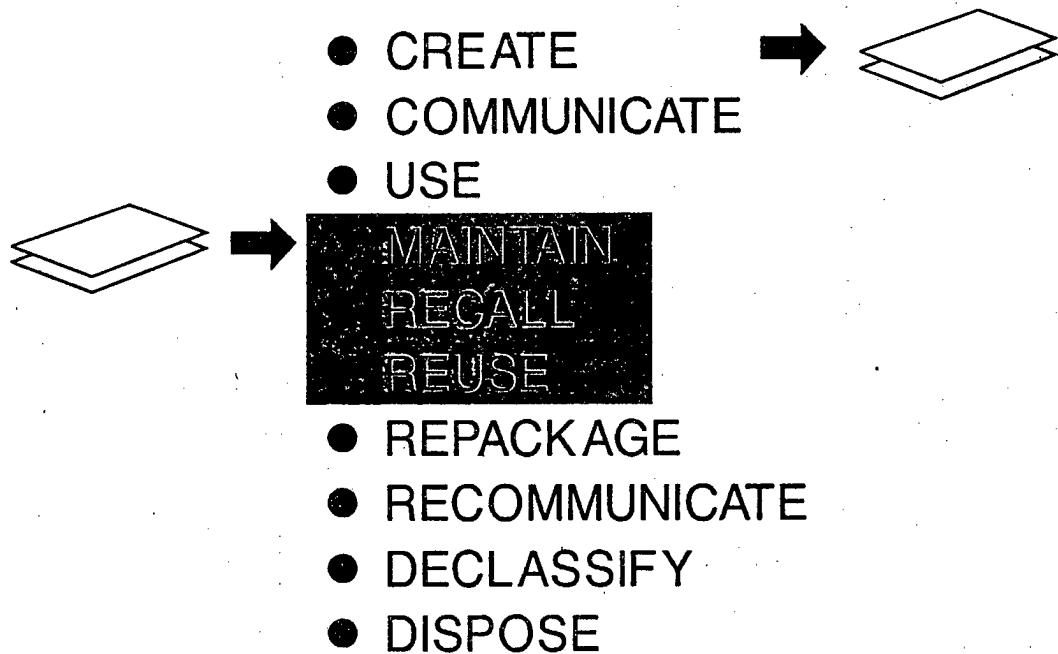 ● CREATE
● COMMUNICATE
● USE
MAINTAIN
RECALL
REUSE
● REPACKAGE
● RECOMMUNICATE
● DECLASSIFY
● DISPOSE